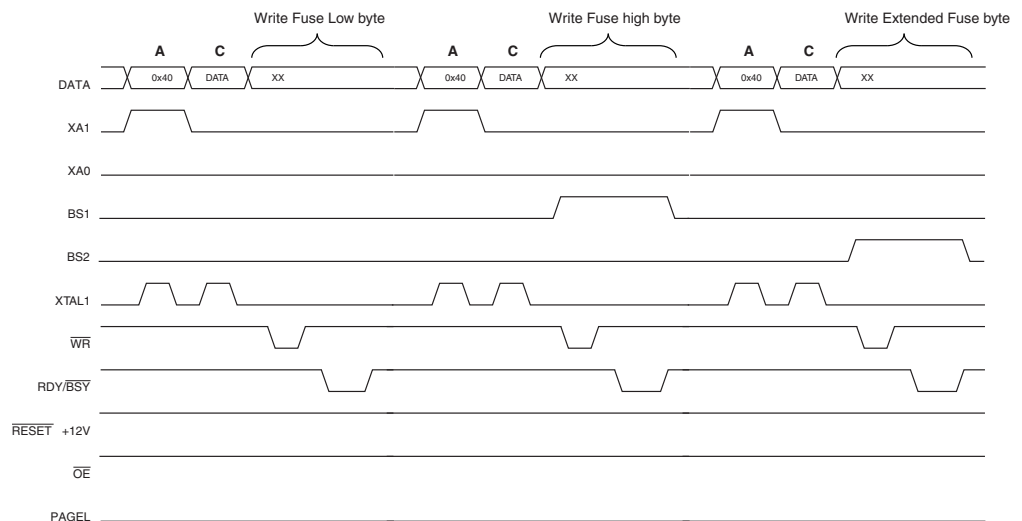 Write Fuse Low byte Write Fuse high byte Write Extended Fuse byte
A C A C A C
DATA 0x40 DATA XX 0x40 DATA XX 0x40 DATA XX
XA1
XA0
BS1
BS2
XTAL1
WR
RDY/BSY
RESET +12V
OE
PAGEL